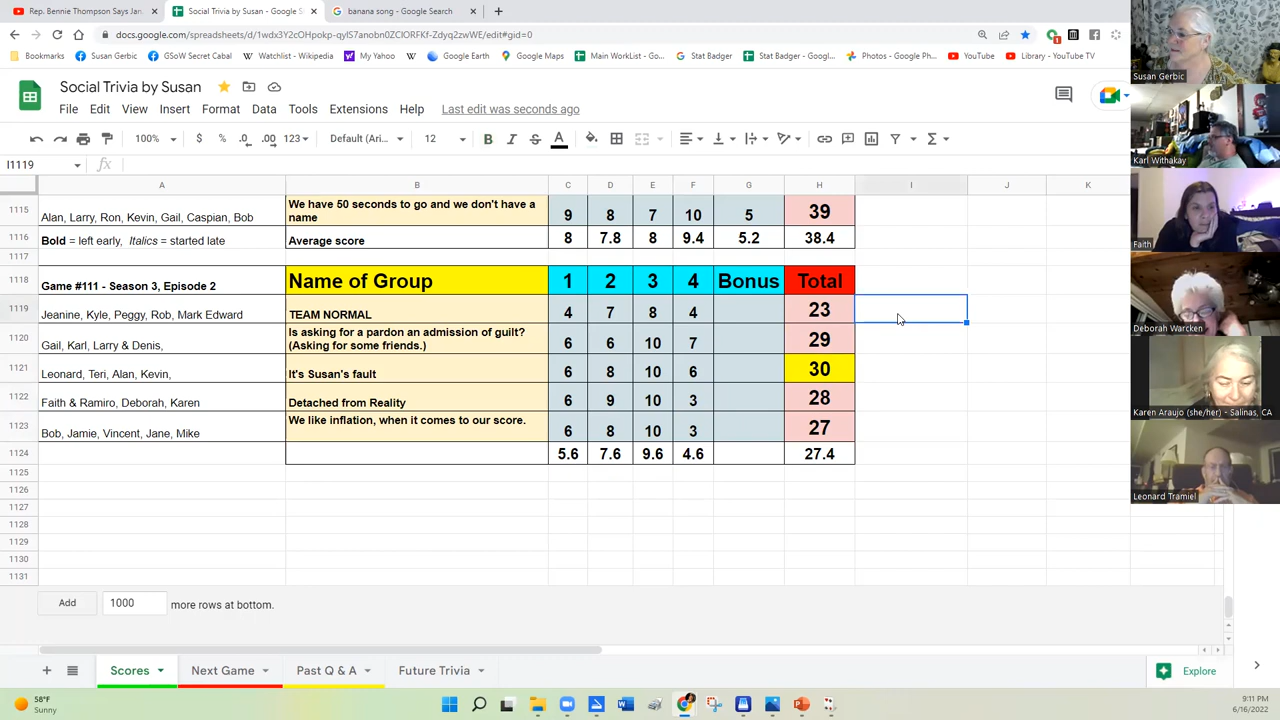 Rep. Bennie Thompson Says Jan.
Social Trivia by Susan - Google S
banana song - Google Search
docs.google.com/spreadsheets/d/
Bookmarks
Susan Gerbic
GSoW Secret Cabal
Watchlist - Wikipedia
My Yahoo
Google Earth
Google Maps
Main WorkList - Go...
Stat Badger
Stat Badger - Googl...
Photos - Google Ph...
YouTube
Library - YouTube TV
Social Trivia by Susan
File Edit View Insert Format Data Tools Extensions Help Last edit was seconds ago
100% $ % .0 .00 123 Default (Ari... 12 B I S A
I1119 fx
A B C D E F G H I J K
1115 Alan, Larry, Ron, Kevin, Gail, Caspian, Bob We have 50 seconds to go and we don't have a name 9 8 7 10 5 39
1116 Bold = left early, Italics = started late Average score 8 7.8 8 9.4 5.2 38.4
1117
1118 Game #111 - Season 3, Episode 2 Name of Group 1 2 3 4 Bonus Total
1119 Jeanine, Kyle, Peggy, Rob, Mark Edward TEAM NORMAL 4 7 8 4 23
1120 Gail, Karl, Larry & Denis, Is asking for a pardon an admission of guilt? (Asking for some friends.) 6 6 10 7 29
1121 Leonard, Teri, Alan, Kevin, It's Susan's fault 6 8 10 6 30
1122 Faith & Ramiro, Deborah, Karen Detached from Reality 6 9 10 3 28
1123 Bob, Jamie, Vincent, Jane, Mike We like inflation, when it comes to our score. 6 8 10 3 27
1124 5.6 7.6 9.6 4.6 27.4
1125
1126
1127
1128
1129
1130
1131
Add 1000 more rows at bottom.
Scores Next Game Past Q & A Future Trivia Explore
58°F
Sunny
9:11 PM
6/16/2022
Susan Gerbic
Karl Withakay
Faith
Deborah Warcken
Karen Araujo (she/her) - Salinas, CA
Leonard Tramiel